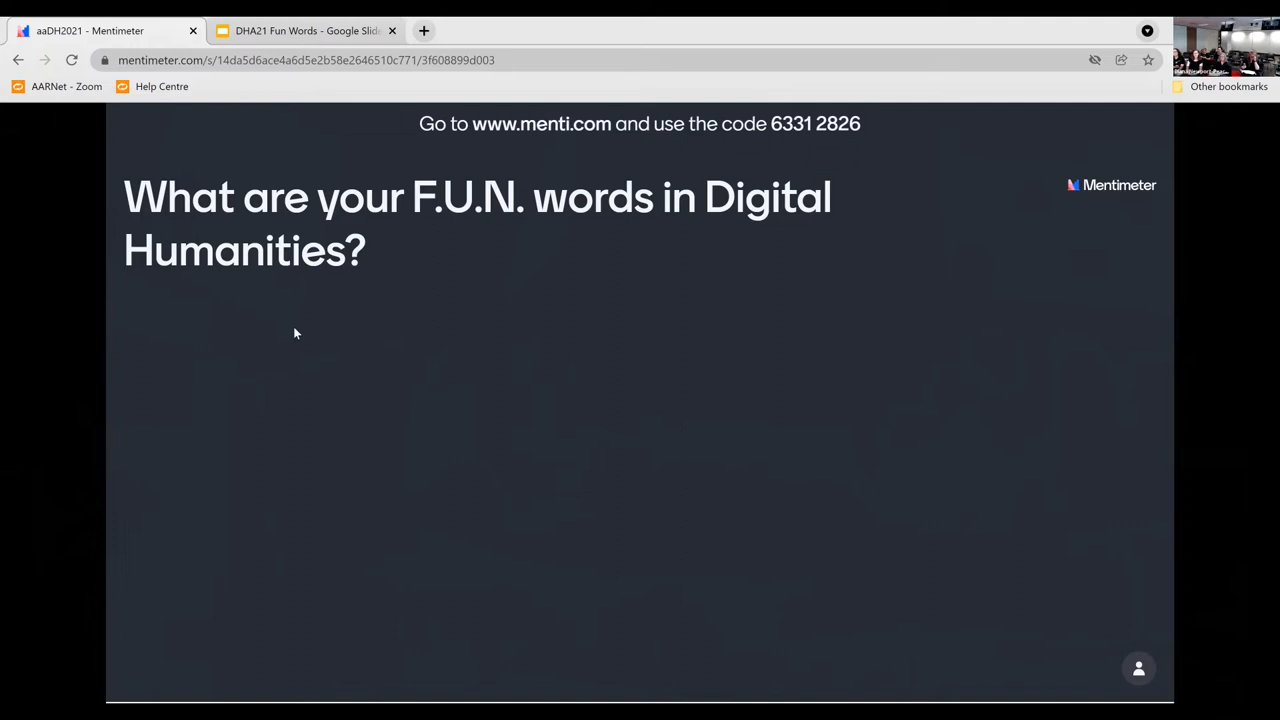 aaDH2021 - Mentimeter
DHA21 Fun Words - Google Slide
mentimeter.com/s/14da5d6ace4a6d5e2b58e2646510c771/3f608899d003
AARNet - Zoom
Help Centre
Other bookmarks
Go to www.menti.com and use the code 6331 2826
What are your F.U.N. words in Digital
Humanities?
Mentimeter